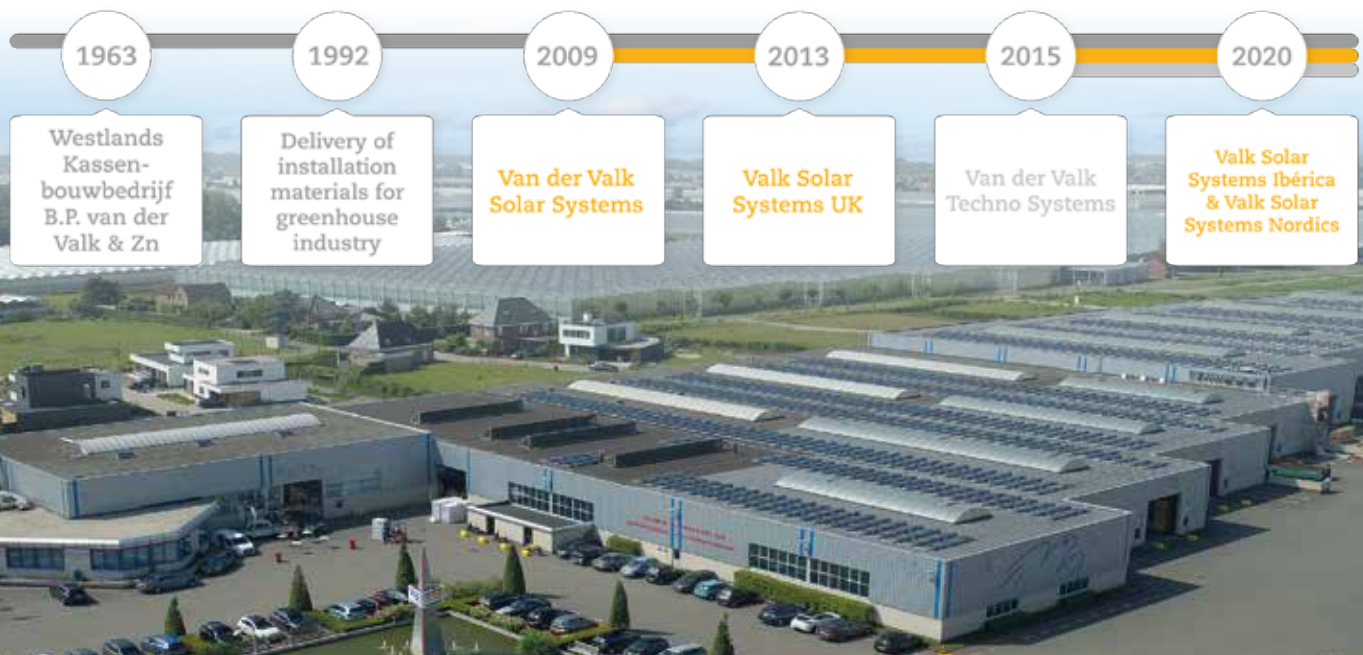 1963
1992
2009
2013
2015
2020
Westlands
Kassen-
bouwbedrijf
B.P. van der
Valk & Zn
Delivery of
installation
materials for
greenhouse
industry
Van der Valk
Solar Systems
Valk Solar
Systems UK
Van der Valk
Techno Systems
Valk Solar
Systems Ibérica
& Valk Solar
Systems Nordics